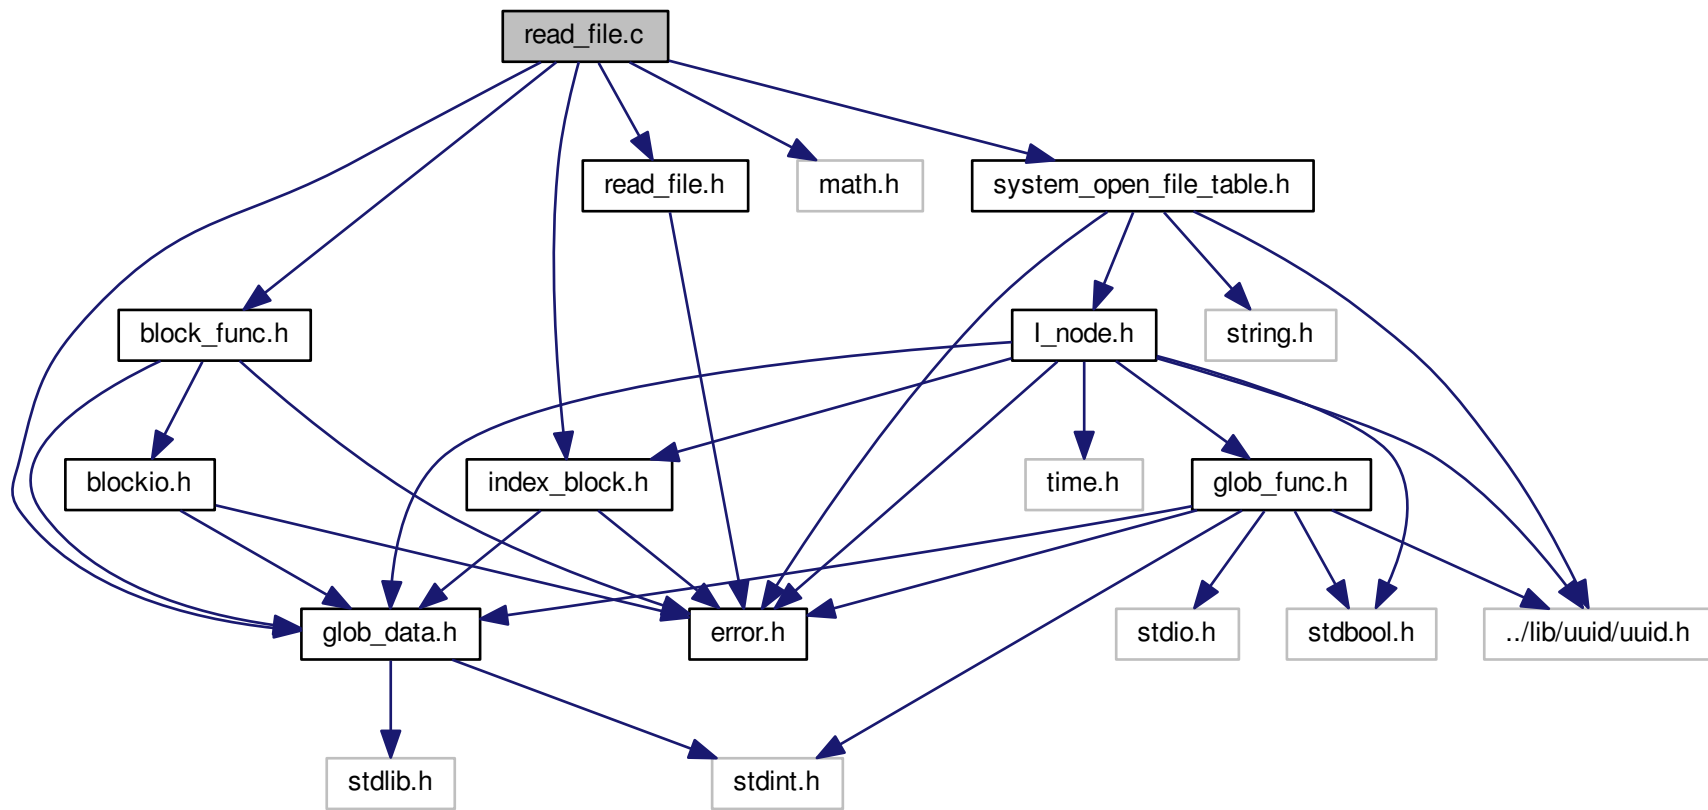 read_file.c
read_file.h
math.h
system_open_file_table.h
block_func.h
I_node.h
string.h
blockio.h
index_block.h
time.h
glob_func.h
glob_data.h
error.h
stdio.h
stdbool.h
../lib/uuid/uuid.h
stdlib.h
stdint.h